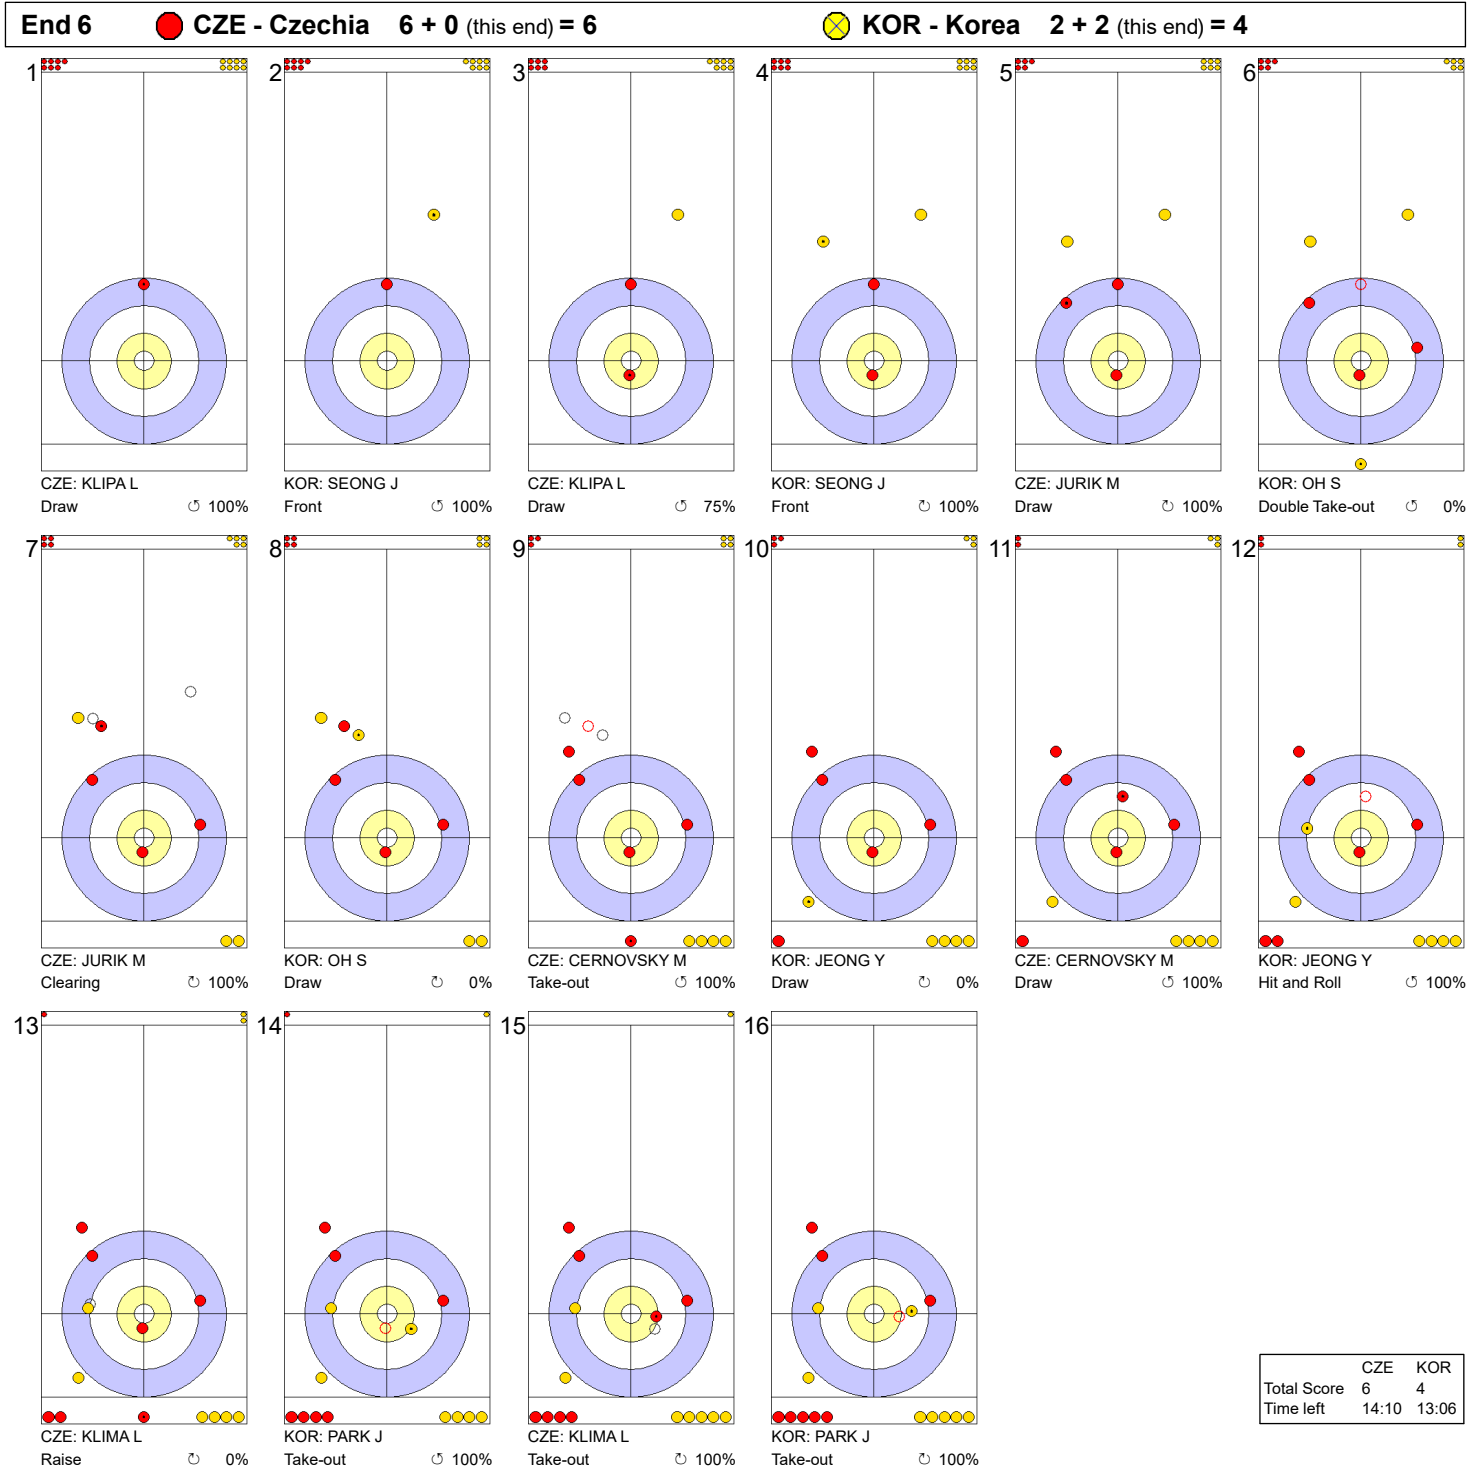 End 6 CZE - Czechia 6 + 0 (this end) = 6 KOR - Korea 2 + 2 (this end) = 4
1 2 3 4 5 6
CZE: KLIPA L KOR: SEONG J CZE: KLIPA L KOR: SEONG J CZE: JURIK M KOR: OH S
Draw 100% Front 100% Draw 75% Front 100% Draw 100% Double Take-out 0%
7 8 9 10 11 12
CZE: JURIK M KOR: OH S CZE: CERNOVSKY M KOR: JEONG Y CZE: CERNOVSKY M KOR: JEONG Y
Clearing 100% Draw 0% Take-out 100% Draw 0% Draw 100% Hit and Roll 100%
13 14 15 16
CZE KOR
Total Score 6 4
Time left 14:10 13:06
CZE: KLIMA L KOR: PARK J CZE: KLIMA L KOR: PARK J
Raise 0% Take-out 100% Take-out 100% Take-out 100%